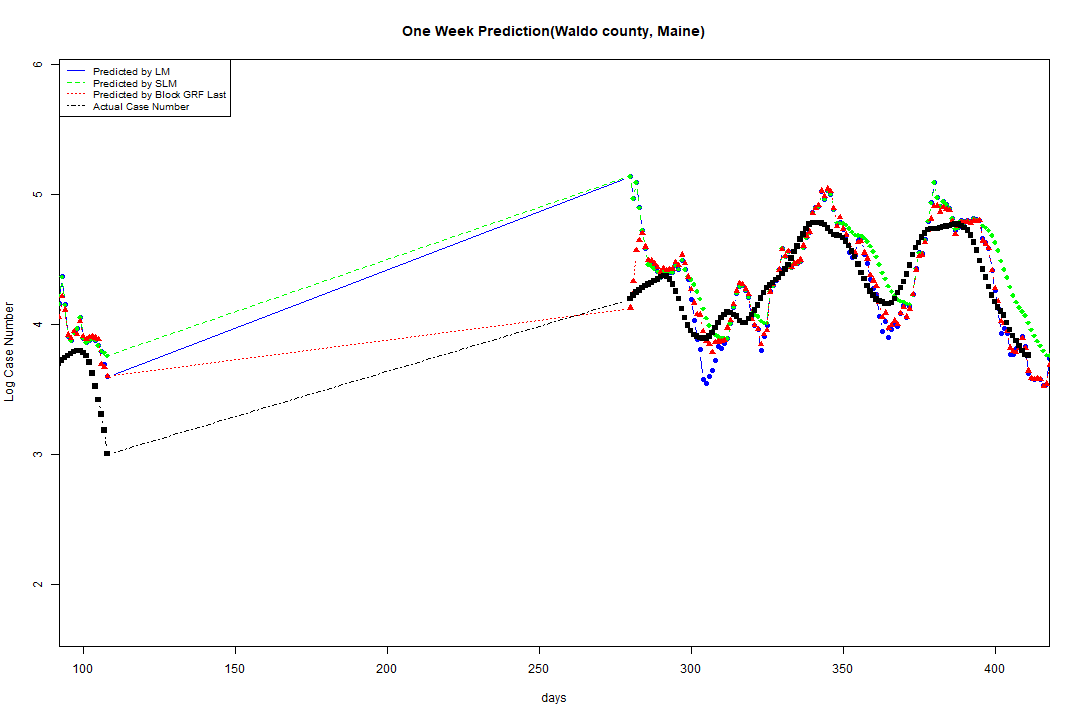 One Week Prediction(Waldo county, Maine)
Predicted by LM
Predicted by SLM
Predicted by Block GRF Last
Actual Case Number
6
5
4
3
2
Log Case Number
100 150 200 250 300 350 400
days